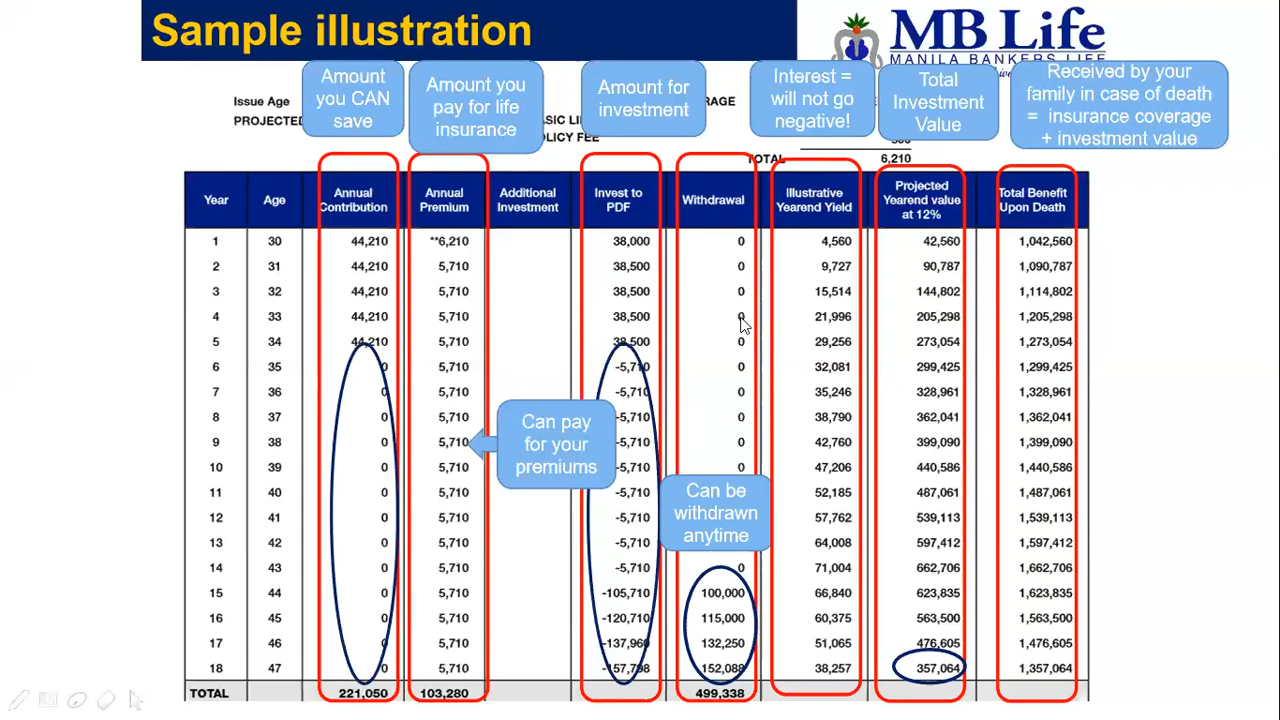 Sample illustration
MB Life
MANILA BANKERS LIFE
Amount
you CAN
save
Amount you
pay for life
insurance
Amount for
investment
Interest =
will not go
negative!
Total
Investment
Value
Received by your
family in case of death
= insurance coverage
+ investment value
Issue Age
PROJECTED
TOTAL 6,210
Year Age Annual Contribution Annual Premium Additional Investment Invest to PDF Withdrawal Illustrative Yearend Yield Projected Yearend value at 12% Total Benefit Upon Death
1 30 44,210 **6,210 38,000 0 4,560 42,560 1,042,560
2 31 44,210 5,710 38,500 0 9,727 90,787 1,090,787
3 32 44,210 5,710 38,500 0 15,514 144,802 1,114,802
4 33 44,210 5,710 38,500 0 21,996 205,298 1,205,298
5 34 44,210 5,710 38,500 0 29,256 273,054 1,273,054
6 35 0 5,710 -5,710 0 32,081 299,425 1,299,425
7 36 0 5,710 -5,710 0 35,246 328,961 1,328,961
8 37 0 5,710 -5,710 0 38,790 362,041 1,362,041
9 38 0 5,710 -5,710 0 42,760 399,090 1,399,090
10 39 0 5,710 -5,710 0 47,206 440,586 1,440,586
11 40 0 5,710 -5,710 52,185 487,061 1,487,061
12 41 0 5,710 -5,710 57,762 539,113 1,539,113
13 42 0 5,710 -5,710 64,008 597,412 1,597,412
14 43 0 5,710 -5,710 0 71,004 662,706 1,662,706
15 44 0 5,710 -105,710 100,000 66,840 623,835 1,623,835
16 45 0 5,710 -120,710 115,000 60,375 563,500 1,563,500
17 46 0 5,710 -137,960 132,250 51,065 476,605 1,476,605
18 47 0 5,710 -157,798 152,088 38,257 357,064 1,357,064
TOTAL 221,050 103,280 499,338
Can pay
for your
premiums
Can be
withdrawn
anytime